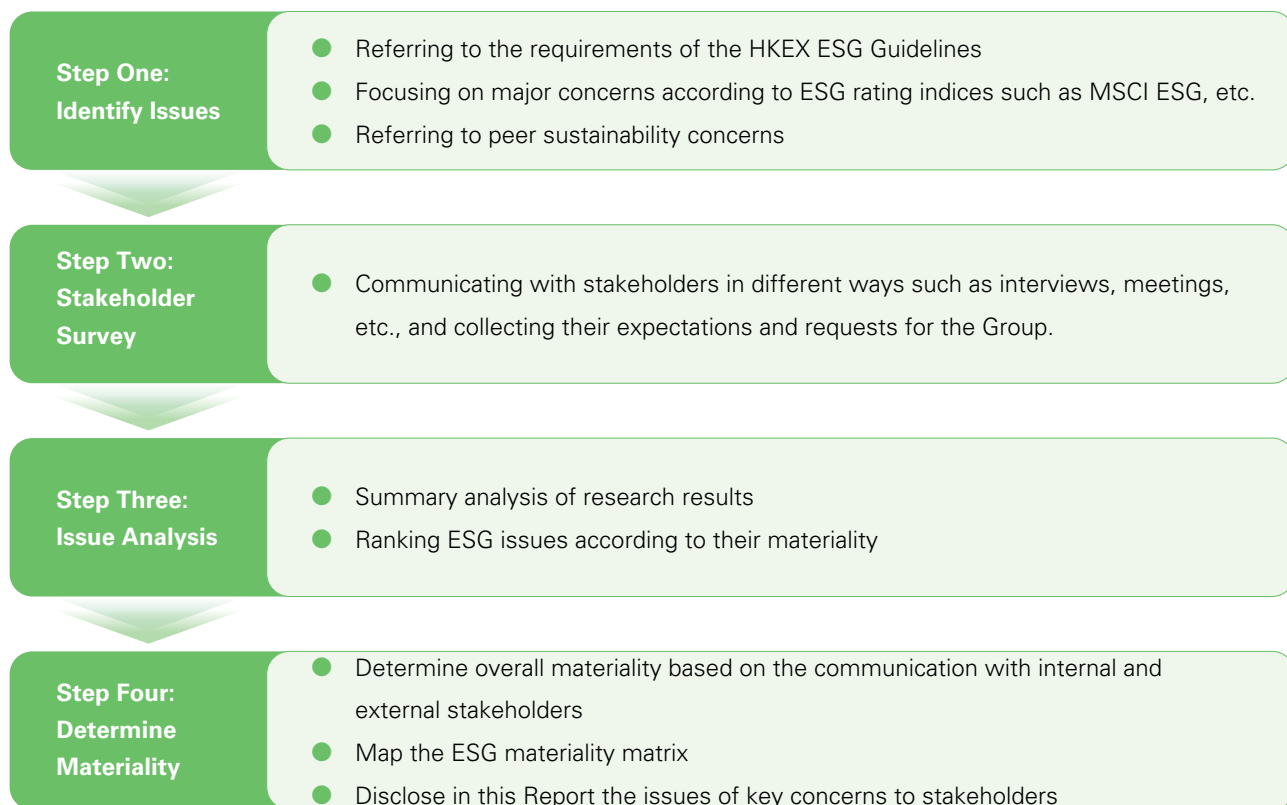 Step One:
Identify Issues
Referring to the requirements of the HKEX ESG Guidelines
Focusing on major concerns according to ESG rating indices such as MSCI ESG, etc.
Referring to peer sustainability concerns
Step Two:
Stakeholder
Survey
Communicating with stakeholders in different ways such as interviews, meetings,
etc., and collecting their expectations and requests for the Group.
Step Three:
Issue Analysis
Summary analysis of research results
Ranking ESG issues according to their materiality
Step Four:
Determine
Materiality
Determine overall materiality based on the communication with internal and
external stakeholders
Map the ESG materiality matrix
Disclose in this Report the issues of key concerns to stakeholders